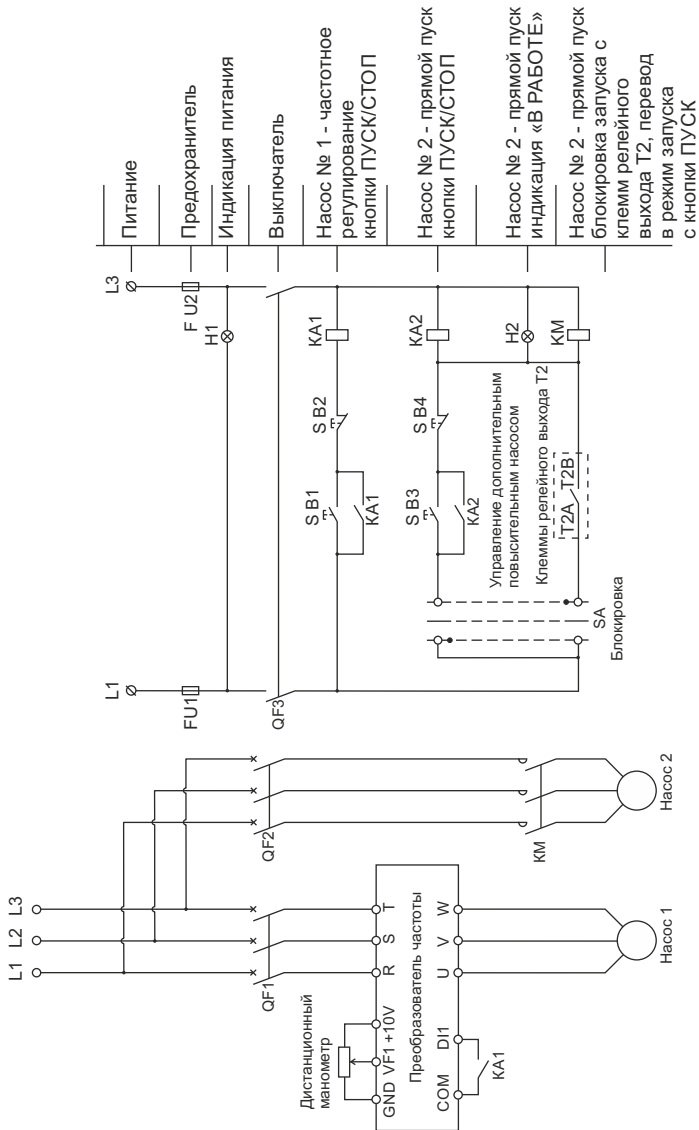 Питание
Предохранитель
Индикация питания
Выключатель
Насос № 1 - частотное
регулирование
кнопки ПУСК/СТОП
Насос № 2 - прямой пуск
кнопки ПУСК/СТОП
Насос № 2 - прямой пуск
индикация «В РАБОТЕ»
Насос № 2 - прямой пуск
блокировка запуска с
клемм релейного
выхода Т2, перевод
в режим запуска
с кнопки ПУСК
L3
F U2
H1
KA1
KA2
H2
KM
S B2
S B4
S B1
KA1
S B3
KA2
Управление дополнительным
повысительным насосом
Клеммы релейного выхода Т2
T2A T2B
SA
Блокировка
L1
FU1
QF3
L3
L2
L1
QF2
KM
Насос 2
QF1
T
S
R
Дистанционный
манометр
GND VF1 +10V
Преобразователь частоты
COM DI1
U V W
KA1
Насос 1